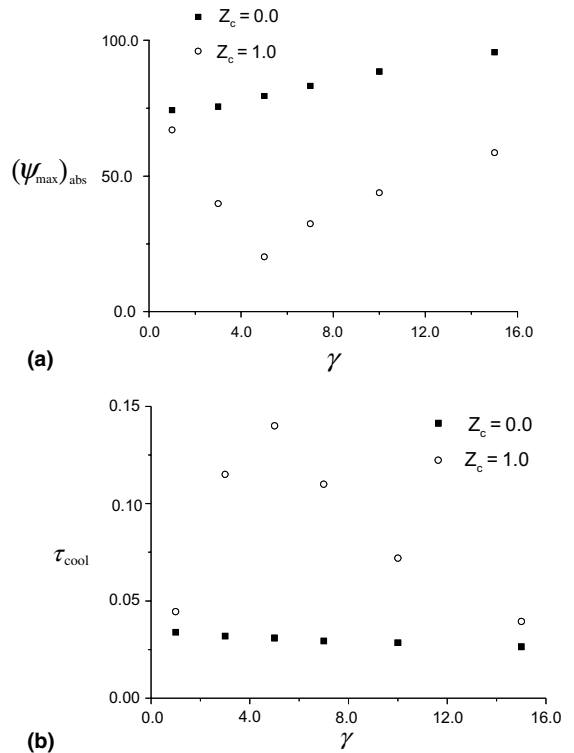 Z_c = 0.0
Z_c = 1.0
100.0
50.0
0.0
(ψ_max)_abs
0.0 4.0 8.0 12.0 16.0
γ
(a)
0.15
0.10
0.05
0.00
Z_c = 0.0
Z_c = 1.0
τ_cool
0.0 4.0 8.0 12.0 16.0
γ
(b)